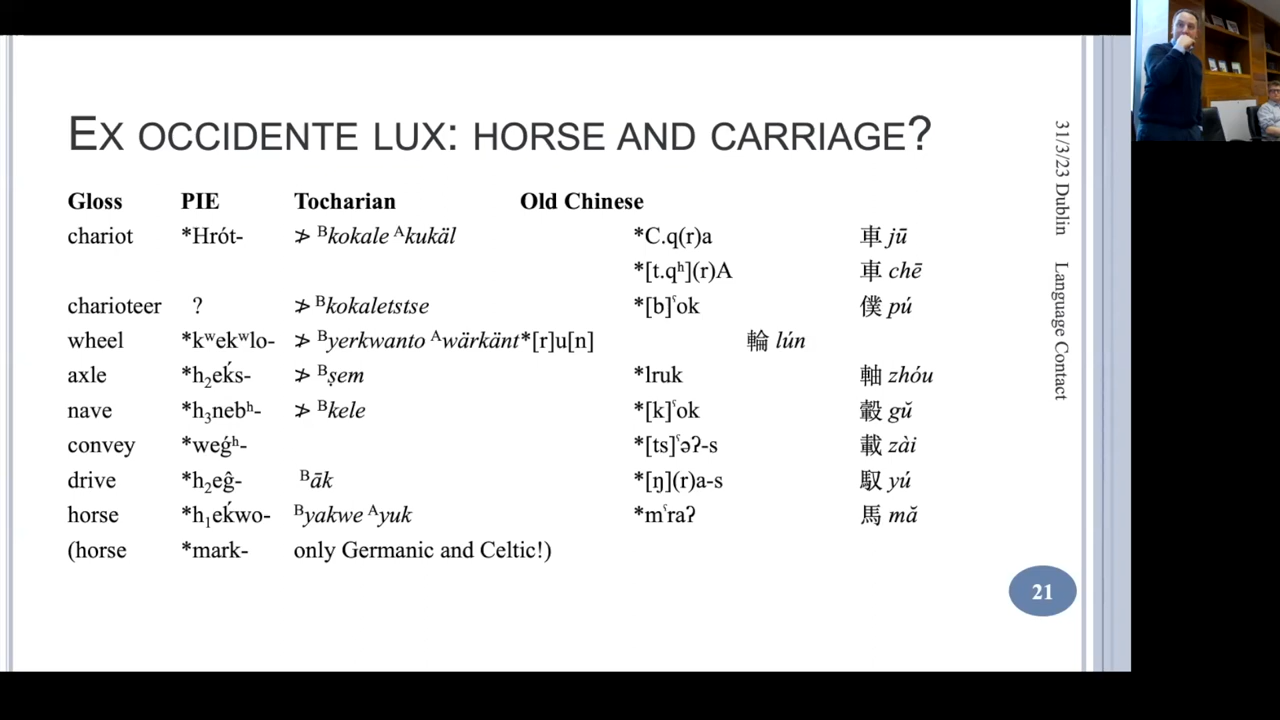 EX OCCIDENTE LUX: HORSE AND CARRIAGE?
Gloss PIE Tocharian Old Chinese
chariot *Hrót- ≯ ᴮkokale ᴬkukäl *C.q(r)a 車 jū
*[t.qʰ](r)A 車 chē
charioteer ? ≯ ᴮkokaletstse *[b]ˤok 僕 pú
wheel *kʷekʷlo- ≯ ᴮyerkwanto ᴬwärkänt *[r]u[n] 輪 lún
axle *h₂eḱs- ≯ ᴮṣem *lruk 軸 zhóu
nave *h₃nebʰ- ≯ ᴮkele *[k]ˤok 轂 gŭ
convey *weǵʰ- *[ts]ˤəʔ-s 載 zài
drive *h₂eĝ- ᴮāk *[ŋ](r)a-s 馭 yú
horse *h₁eḱwo- ᴮyakwe ᴬyuk *mˤraʔ 馬 mă
(horse *mark- only Germanic and Celtic!)
31/3/23 Dublin Language Contact
21